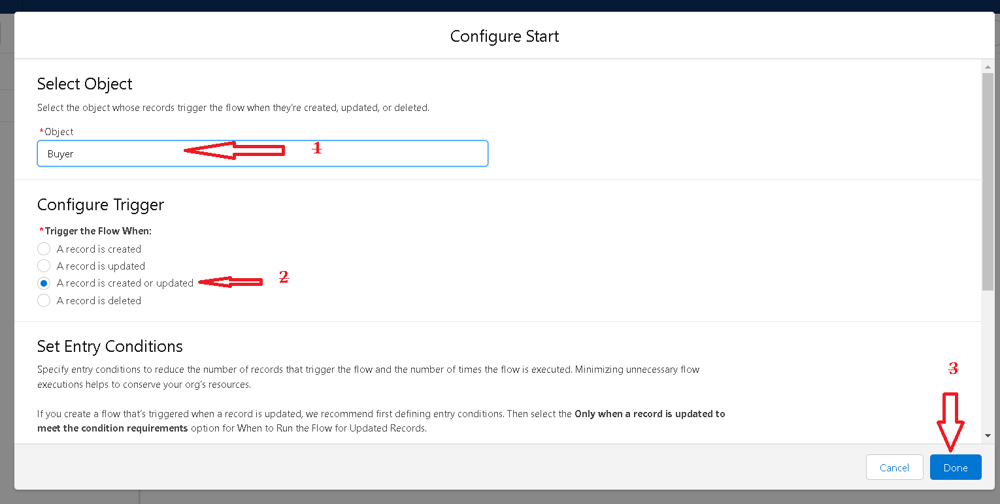 Configure Start
Select Object
Select the object whose records trigger the flow when they're created, updated, or deleted.
*Object
Buyer
1
Configure Trigger
*Trigger the Flow When:
A record is created
A record is updated
A record is created or updated
2
A record is deleted
Set Entry Conditions
Specify entry conditions to reduce the number of records that trigger the flow and the number of times the flow is executed. Minimizing unnecessary flow
executions helps to conserve your org's resources.
If you create a flow that's triggered when a record is updated, we recommend first defining entry conditions. Then select the Only when a record is updated to
meet the condition requirements option for When to Run the Flow for Updated Records.
3
Cancel
Done